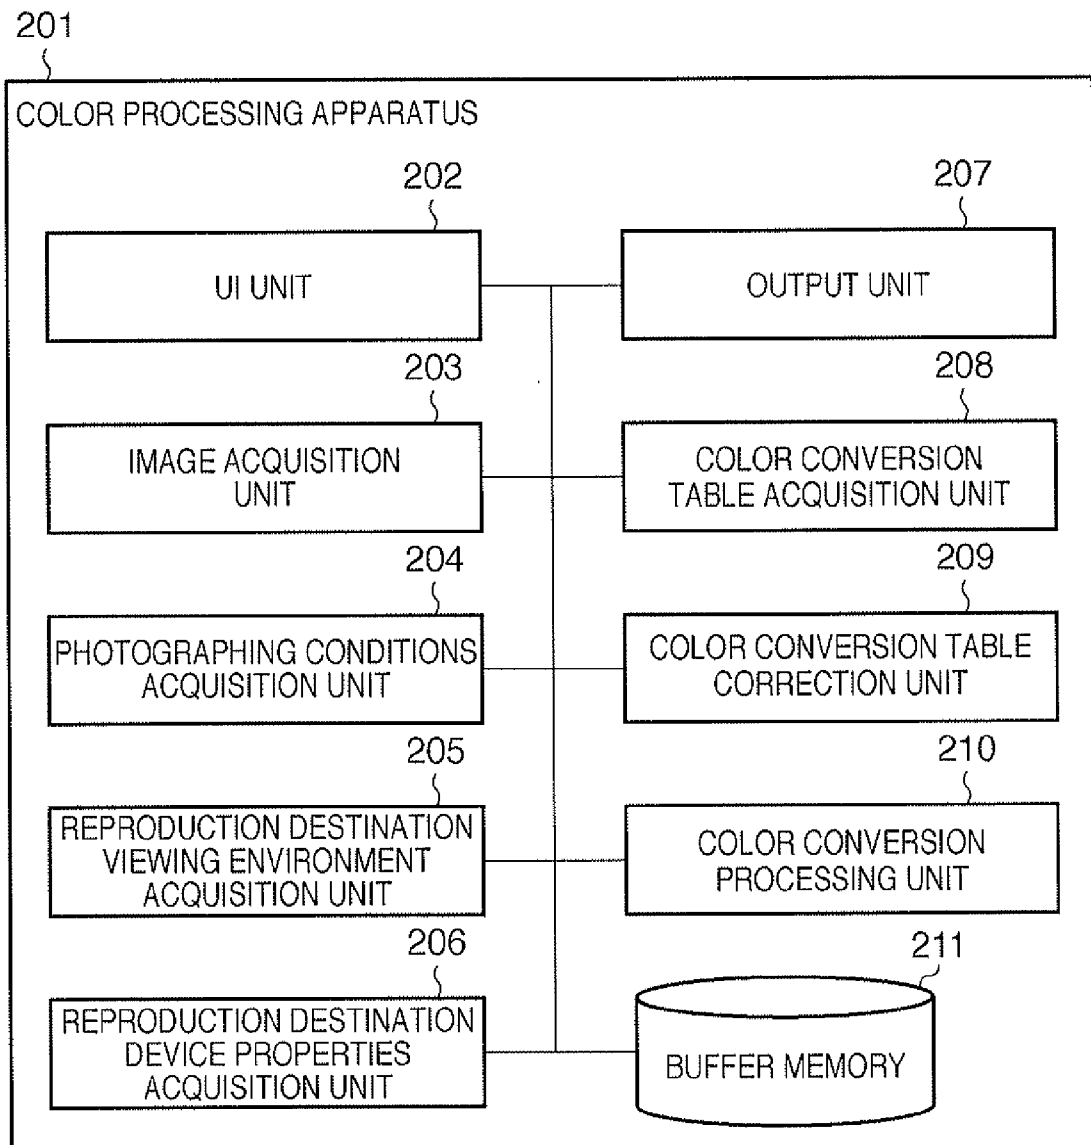 201
COLOR PROCESSING APPARATUS
202
UI UNIT
203
IMAGE ACQUISITION
UNIT
204
PHOTOGRAPHING CONDITIONS
ACQUISITION UNIT
205
REPRODUCTION DESTINATION
VIEWING ENVIRONMENT
ACQUISITION UNIT
206
REPRODUCTION DESTINATION
DEVICE PROPERTIES
ACQUISITION UNIT
207
OUTPUT UNIT
208
COLOR CONVERSION
TABLE ACQUISITION UNIT
209
COLOR CONVERSION TABLE
CORRECTION UNIT
210
COLOR CONVERSION
PROCESSING UNIT
211
BUFFER MEMORY